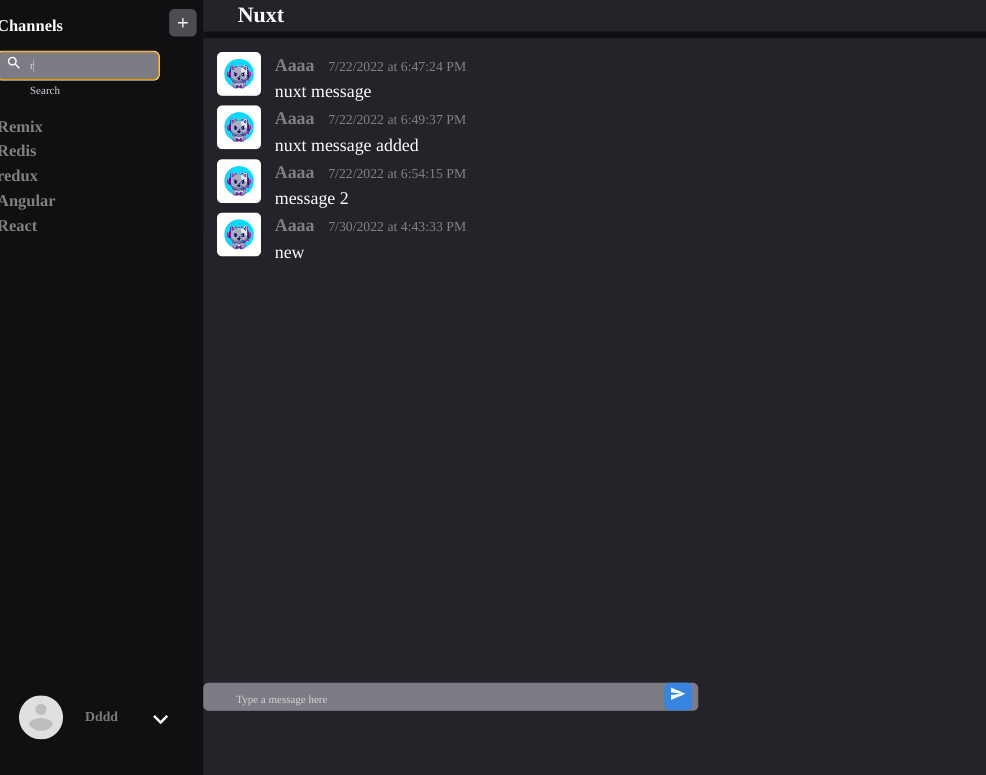 Channels
+
r
Search
Remix
Redis
redux
Angular
React
Dddd
Nuxt
Aaaa 7/22/2022 at 6:47:24 PM
nuxt message
Aaaa 7/22/2022 at 6:49:37 PM
nuxt message added
Aaaa 7/22/2022 at 6:54:15 PM
message 2
Aaaa 7/30/2022 at 4:43:33 PM
new
Type a message here